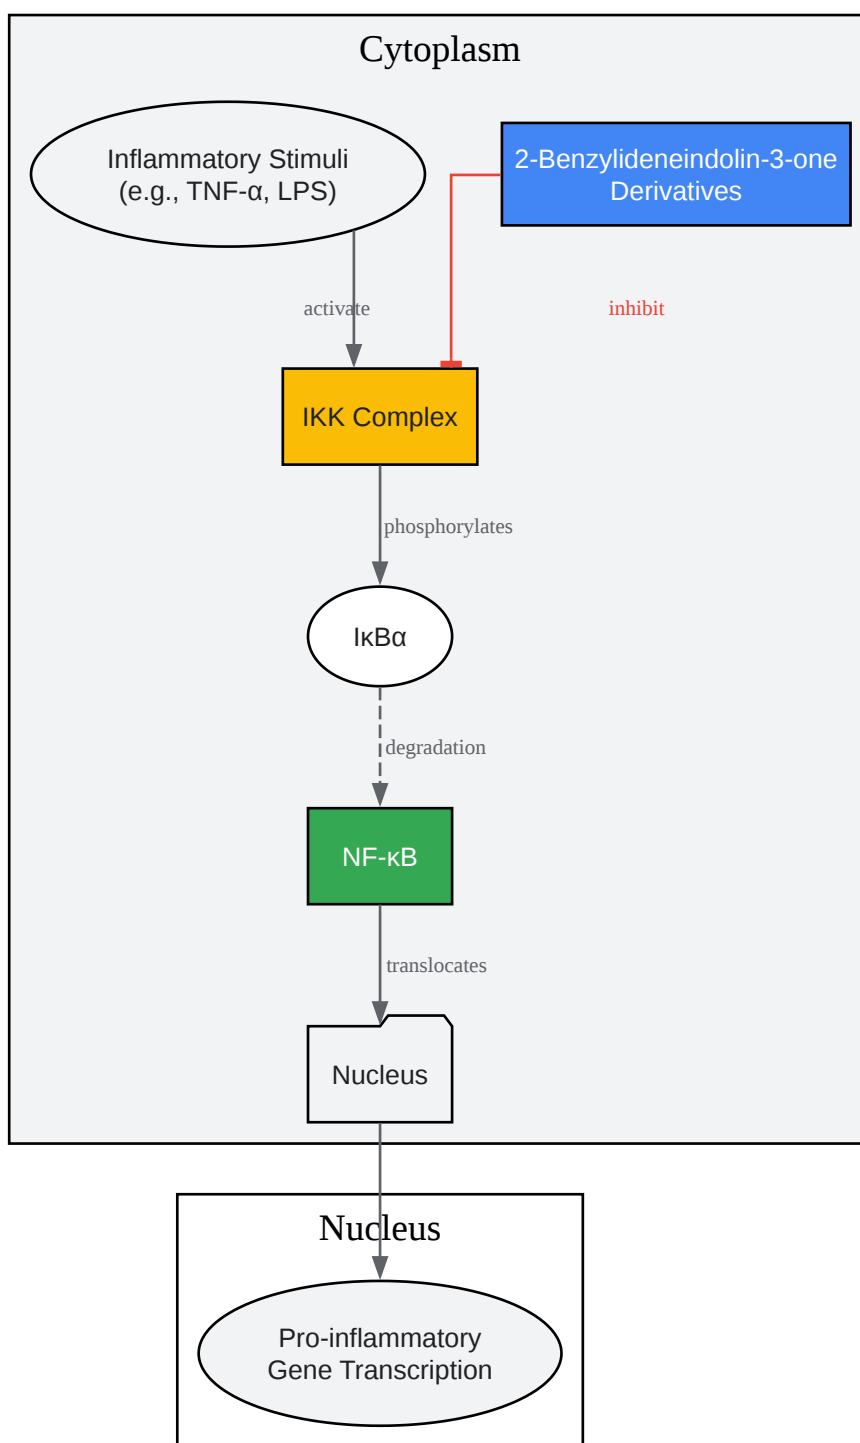 Cytoplasm
Inflammatory Stimuli
(e.g., TNF-α, LPS)
2-Benzylideneindolin-3-one
Derivatives
activate
inhibit
IKK Complex
phosphorylates
IκBα
degradation
NF-κB
translocates
Nucleus
Nucleus
Pro-inflammatory
Gene Transcription